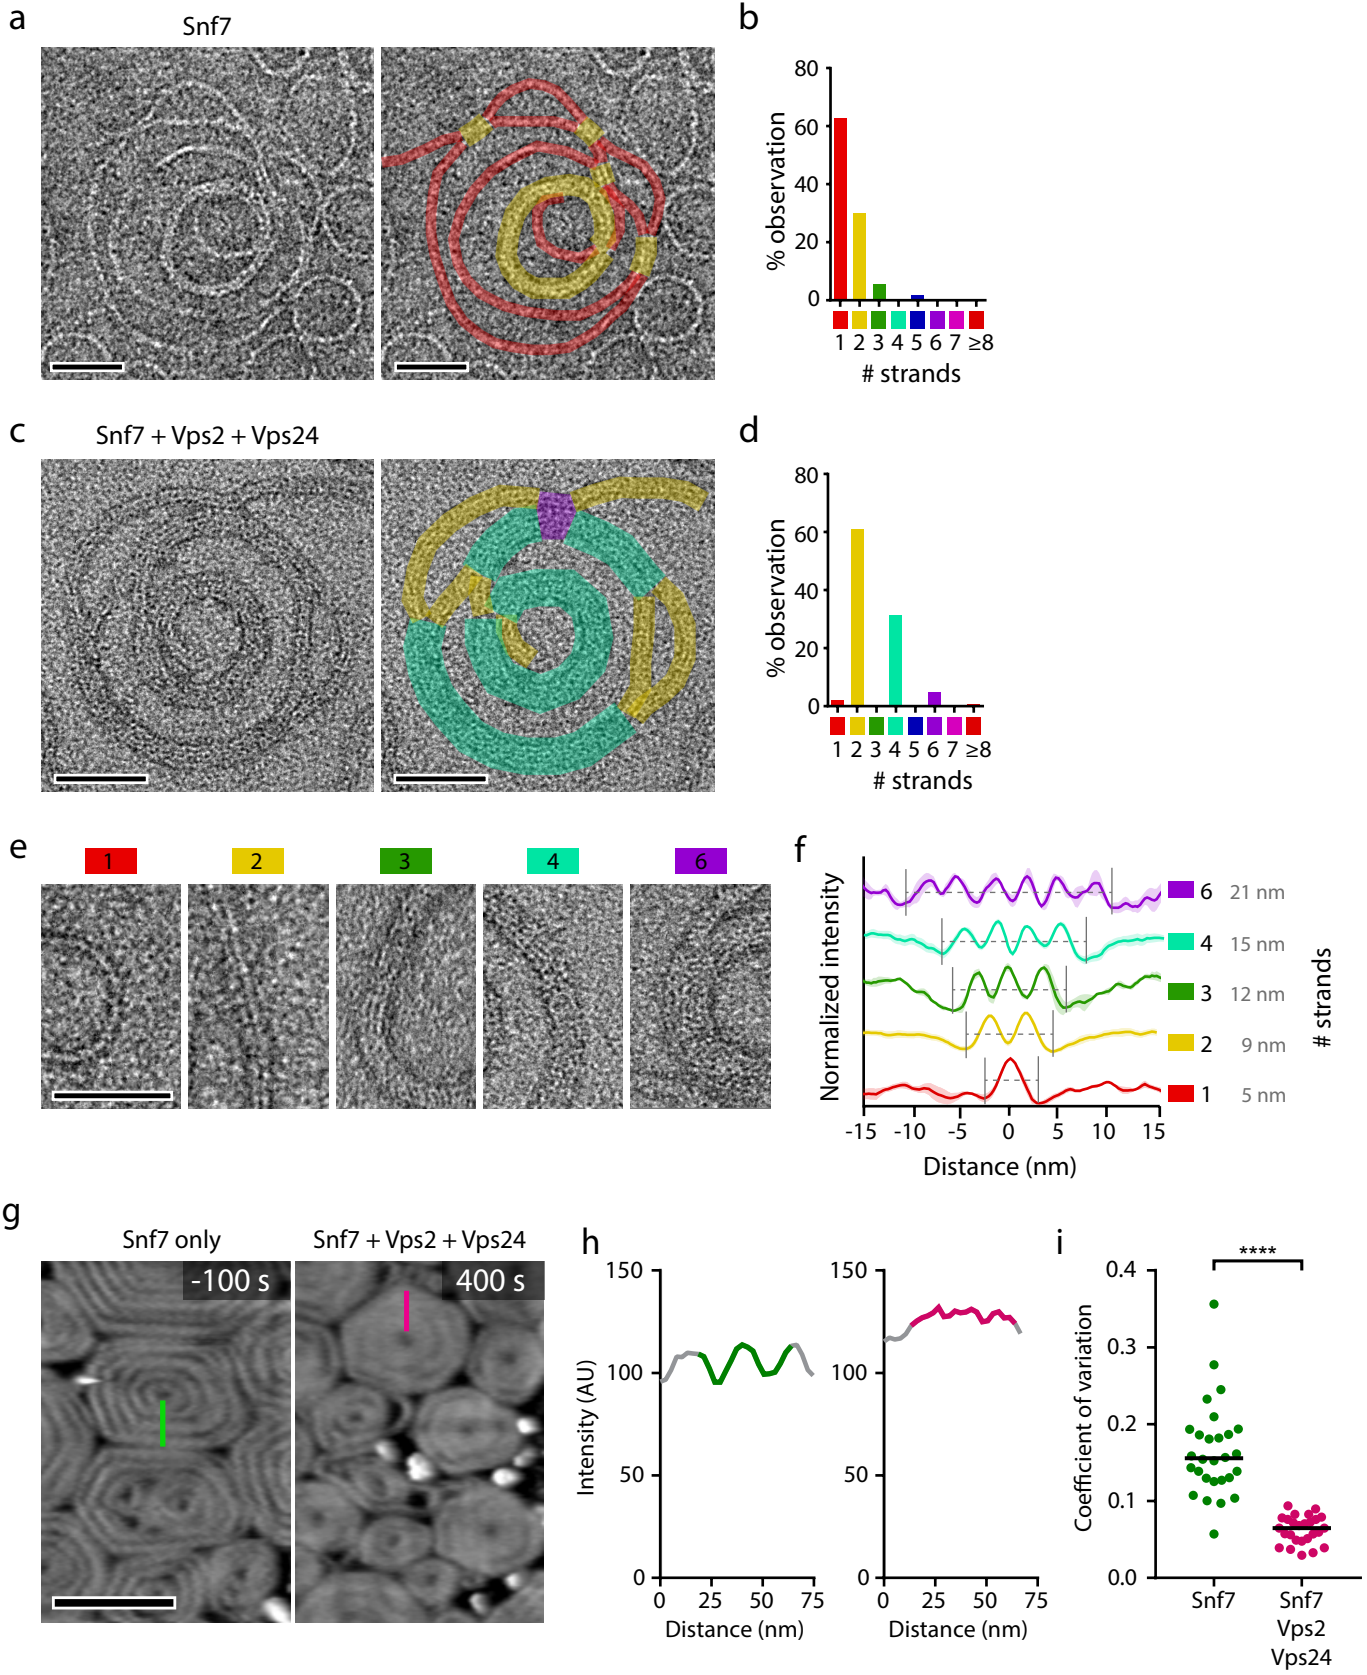 a
Snf7
b
% observation
80
60
40
20
0
1 2 3 4 5 6 7 ≥8
# strands
c
Snf7 + Vps2 + Vps24
d
% observation
80
60
40
20
0
1 2 3 4 5 6 7 ≥8
# strands
e
1 2 3 4 6
f
Normalized intensity
6 21 nm
4 15 nm
3 12 nm
2 9 nm
1 5 nm
# strands
-15 -10 -5 0 5 10 15
Distance (nm)
g
Snf7 only
-100 s
Snf7 + Vps2 + Vps24
400 s
h
Intensity (AU)
150
100
50
0
0 25 50 75
Distance (nm)
150
100
50
0
0 25 50 75
Distance (nm)
i
****
Coefficient of variation
0.4
0.3
0.2
0.1
0.0
Snf7
Snf7
Vps2
Vps24